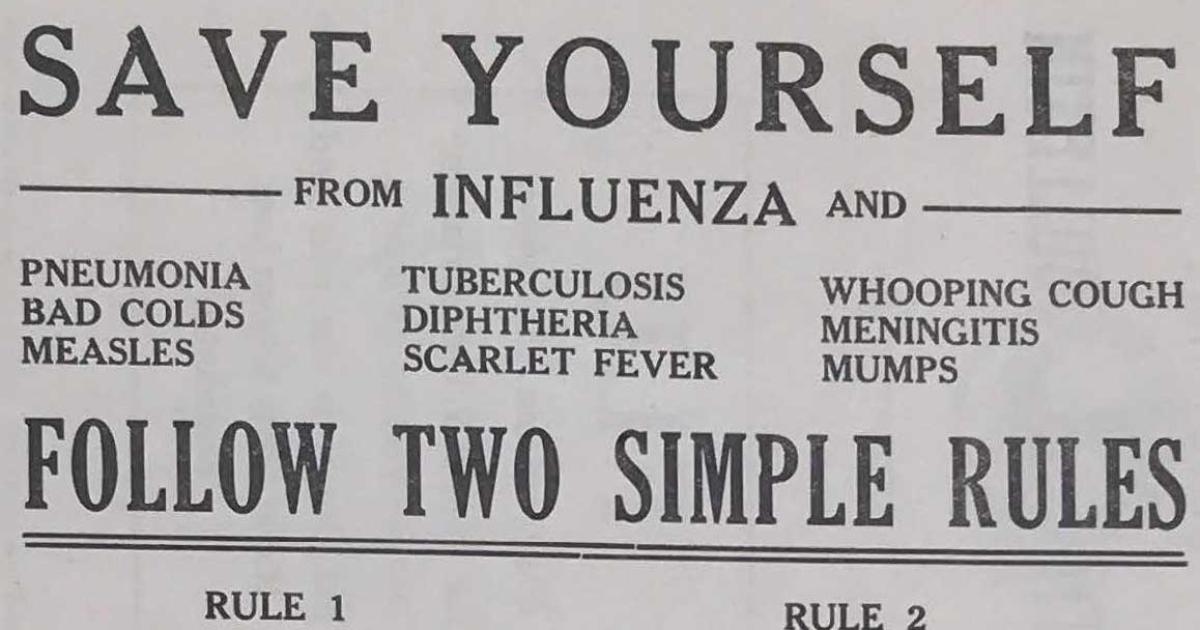 SAVE YOURSELF
FROM INFLUENZA AND
PNEUMONIA
BAD COLDS
MEASLES
TUBERCULOSIS
DIPHTHERIA
SCARLET FEVER
WHOOPING COUGH
MENINGITIS
MUMPS
FOLLOW TWO SIMPLE RULES
RULE 1
RULE 2